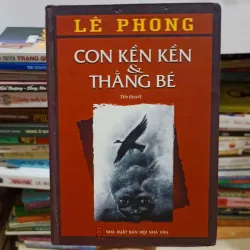 LÊ PHONG
CON KỀN KỀN
&
THẰNG BÉ
Tiểu thuyết
NHÀ XUẤT BẢN HỘI NHÀ VĂN